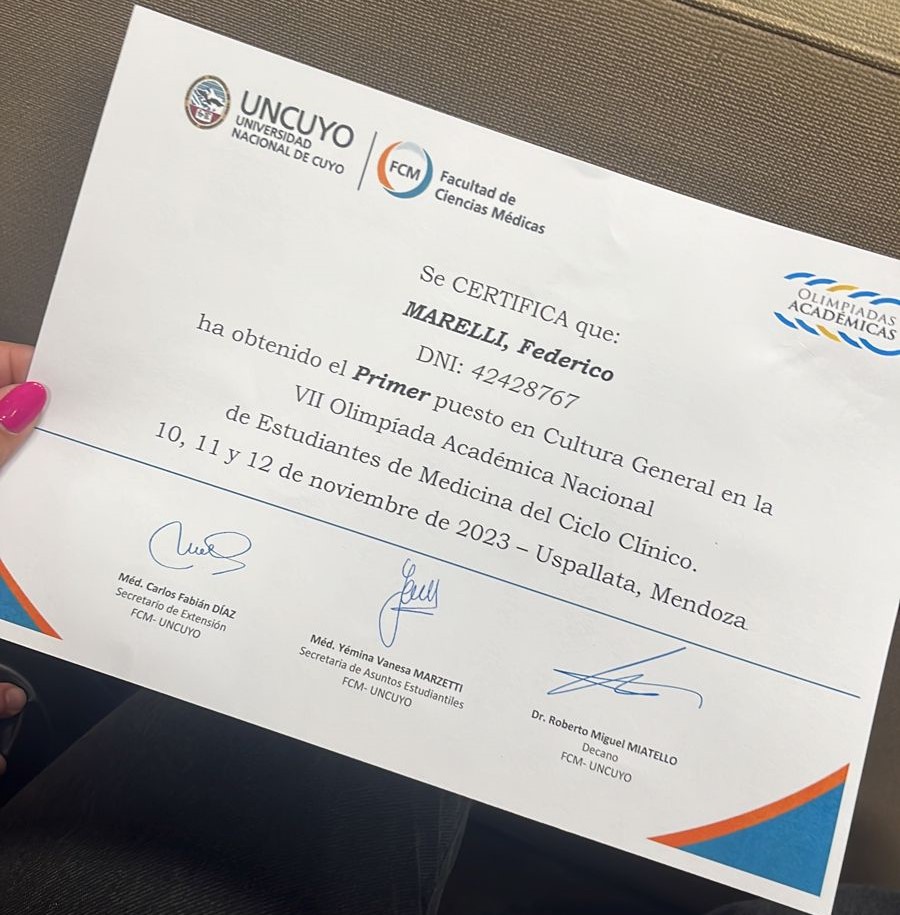 UNCUYO
UNIVERSIDAD
NACIONAL DE CUYO
FCM
Facultad de
Ciencias Médicas
OLIMPIADAS
ACADÉMICAS
Se CERTIFICA que:
MARELLI, Federico
DNI: 42428767
ha obtenido el Primer puesto en Cultura General en la
VII Olimpíada Académica Nacional
de Estudiantes de Medicina del Ciclo Clínico.
10, 11 y 12 de noviembre de 2023 – Uspallata, Mendoza
Méd. Carlos Fabián DÍAZ
Secretario de Extensión
FCM- UNCUYO
Méd. Yémina Vanesa MARZETTI
Secretaria de Asuntos Estudiantiles
FCM- UNCUYO
Dr. Roberto Miguel MIATELLO
Decano
FCM- UNCUYO